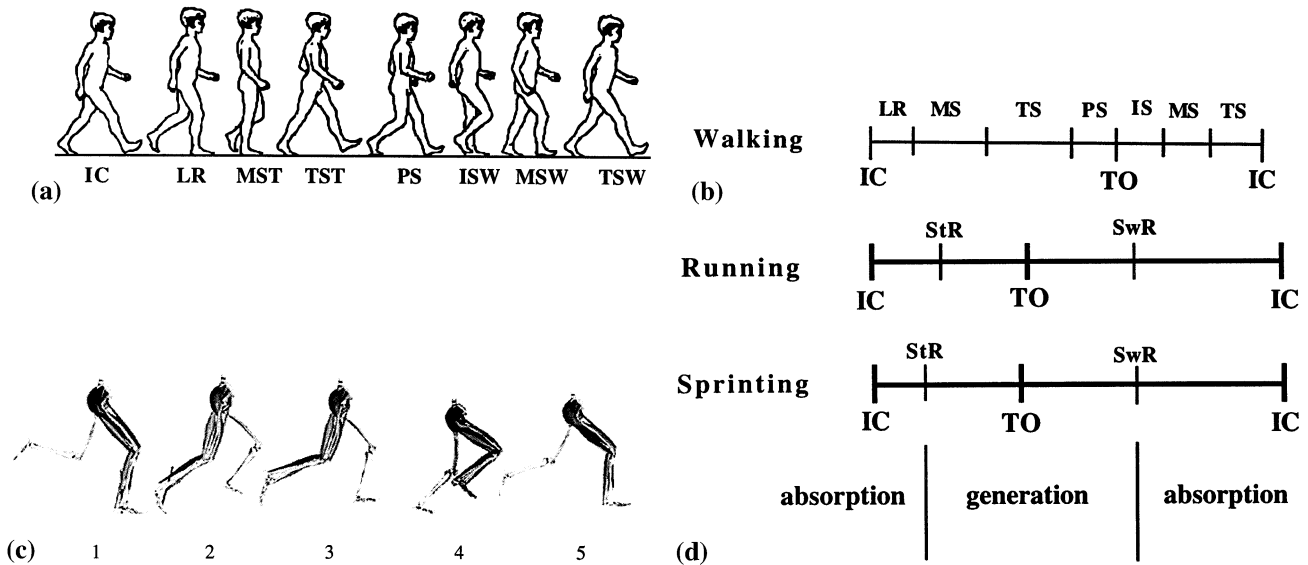 IC LR MST TST PS ISW MSW TSW
(a)
LR MS TS PS IS MS TS
Walking
IC TO IC
(b)
StR SwR
Running
IC TO IC
StR SwR
Sprinting
IC TO IC
absorption generation absorption
(c) 1 2 3 4 5
(d)